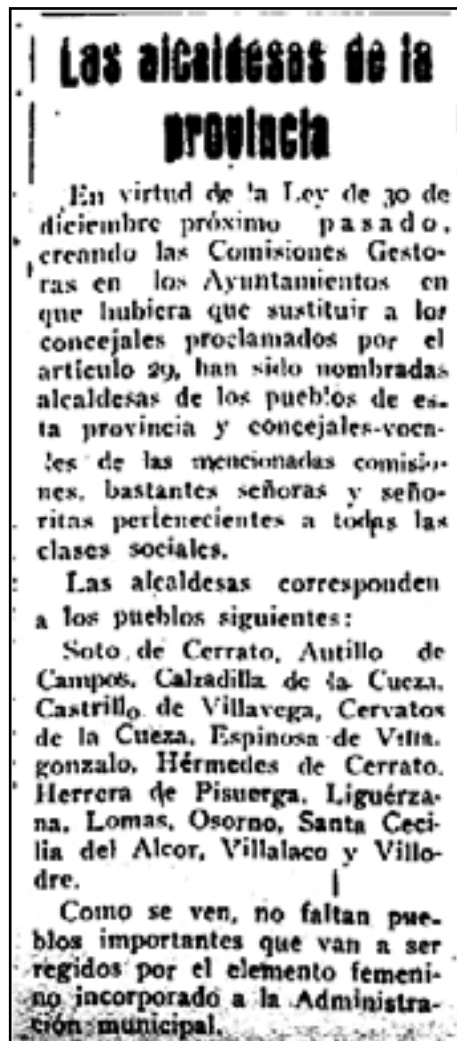 Las alcaldesas de la
provincia
En virtud de la Ley de 30 de
diciembre próximo pasado,
creando las Comisiones Gesto-
ras en los Ayuntamientos en
que hubiera que sustituir a los
concejales proclamados por el
artículo 29, han sido nombradas
alcaldesas de los pueblos de es-
ta provincia y concejales-voca-
les de las mencionadas comisio-
nes, bastantes señoras y seño-
ritas pertenecientes a todas las
clases sociales.
Las alcaldesas corresponden
a los pueblos siguientes:
Soto de Cerrato, Autillo de
Campos, Calzadilla de la Cueza,
Castrillo de Villavega, Cervatos
de la Cueza, Espinosa de Villa-
gonzalo, Hérmedes de Cerrato,
Herrera de Pisuerga, Liguérza-
na, Lomas, Osorno, Santa Ceci-
lia del Alcor, Villalaco y Villo-
dre.
Como se ven, no faltan pue-
blos importantes que van a ser
regidos por el elemento femeni-
no incorporado a la Administra-
ción municipal.